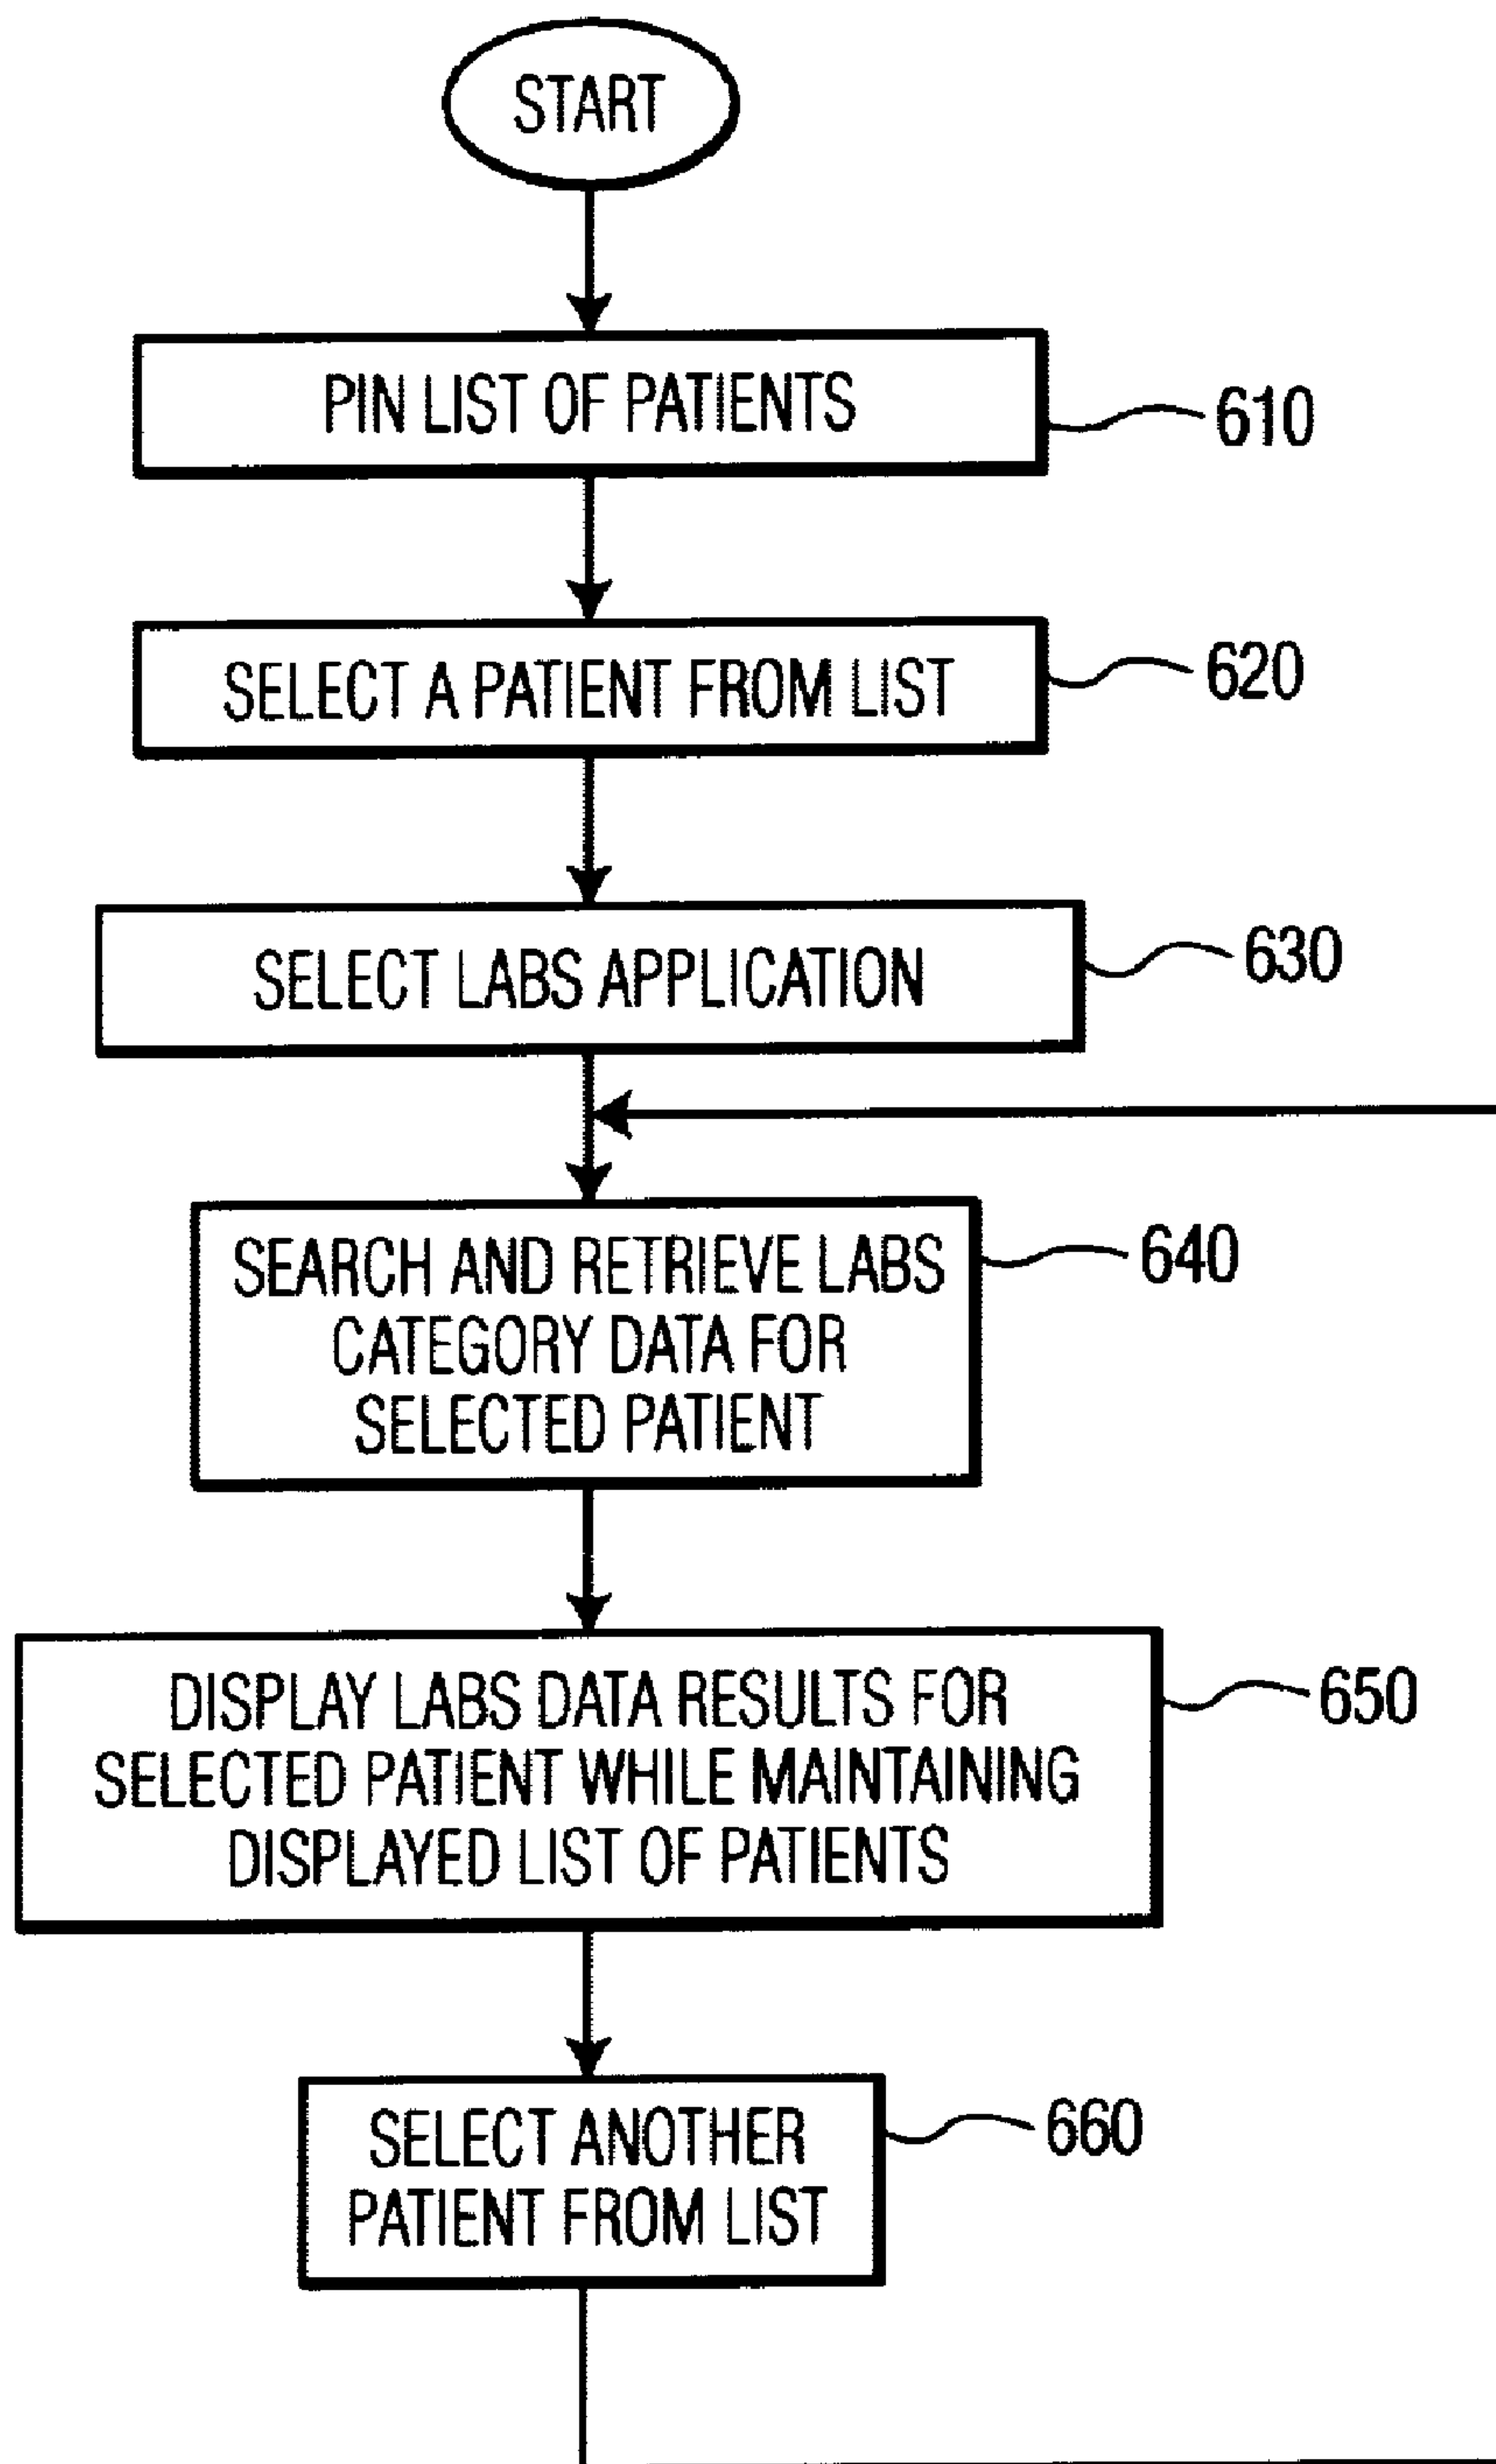 START
PIN LIST OF PATIENTS
610
SELECT A PATIENT FROM LIST
620
SELECT LABS APPLICATION
630
SEARCH AND RETRIEVE LABS
CATEGORY DATA FOR
SELECTED PATIENT
640
DISPLAY LABS DATA RESULTS FOR
SELECTED PATIENT WHILE MAINTAINING
DISPLAYED LIST OF PATIENTS
650
SELECT ANOTHER
PATIENT FROM LIST
660